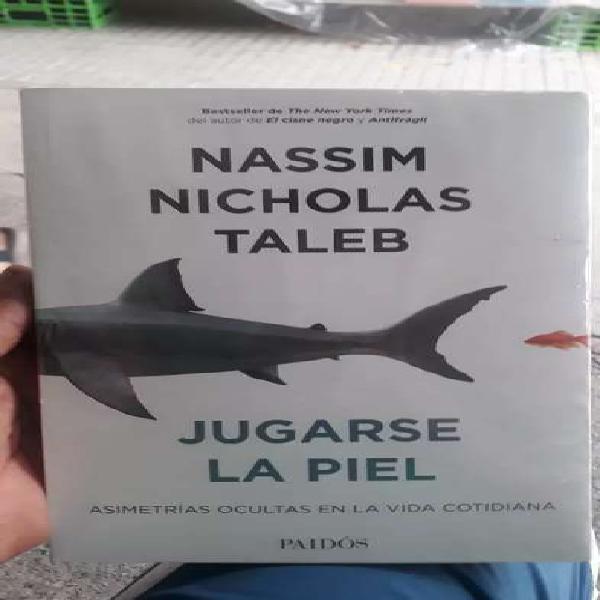 Bestseller de The New York Times
del autor de El cisne negro y Antifrágil
NASSIM
NICHOLAS
TALEB
JUGARSE
LA PIEL
ASIMETRÍAS OCULTAS EN LA VIDA COTIDIANA
PAIDÓS